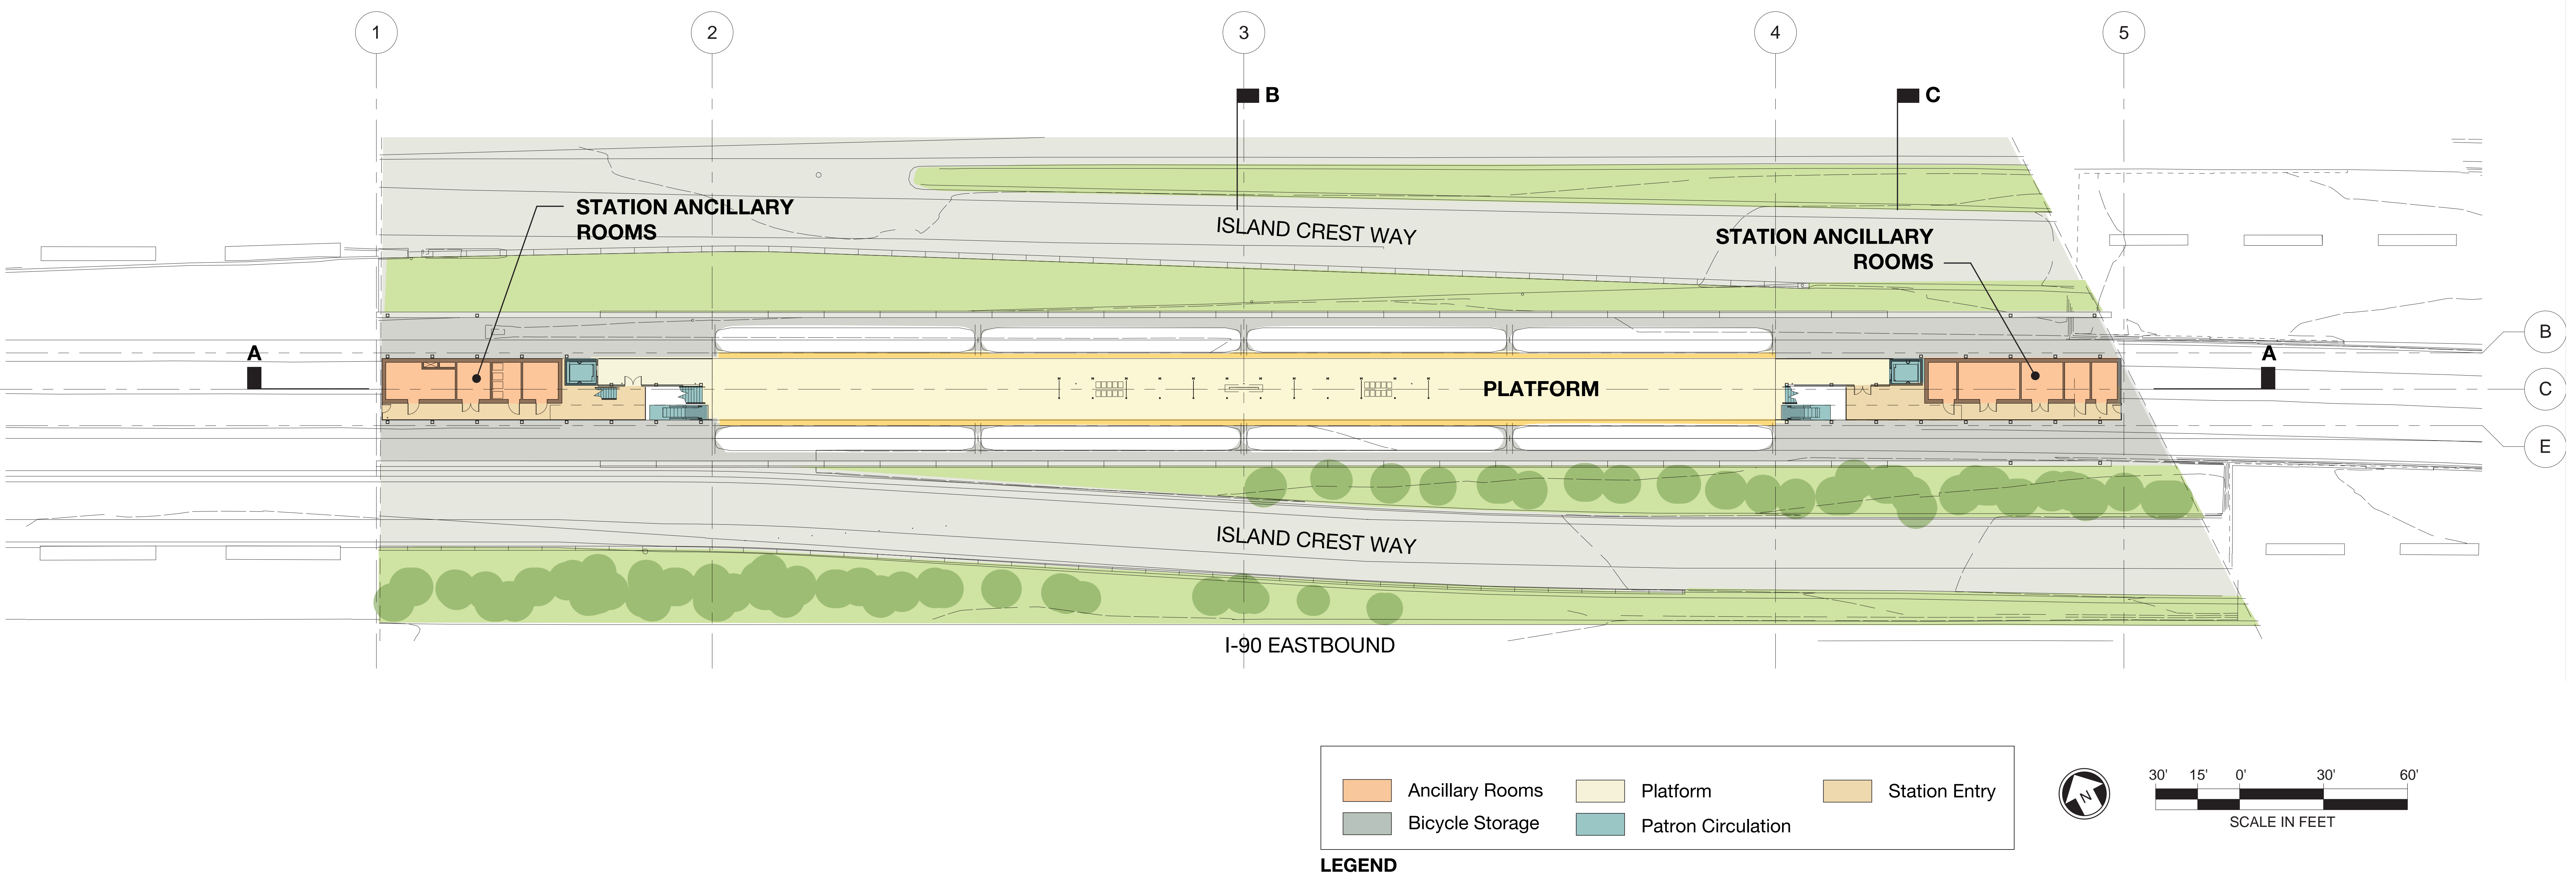 1 2 3 4 5
B C
STATION ANCILLARY
ROOMS
ISLAND CREST WAY
STATION ANCILLARY
ROOMS
A
A
B
C
E
PLATFORM
ISLAND CREST WAY
I-90 EASTBOUND
Ancillary Rooms
Platform
Station Entry
Bicycle Storage
Patron Circulation
LEGEND
N
30' 15' 0' 30' 60'
SCALE IN FEET